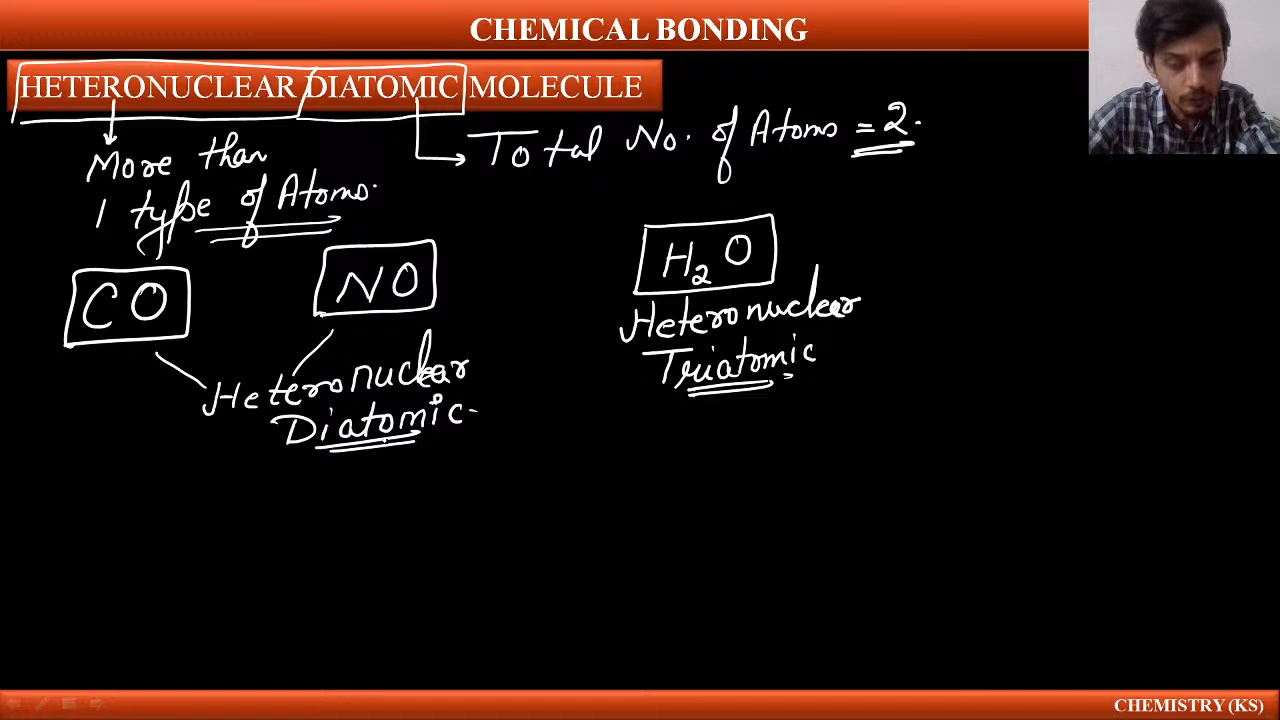 CHEMICAL BONDING
HETERONUCLEAR DIATOMIC MOLECULE
Total No. of Atoms = 2.
More than
1 type of Atoms.
CO
NO
H2O
Heteronuclear
Triatomic
Heteronuclear
Diatomic.
CHEMISTRY (KS)